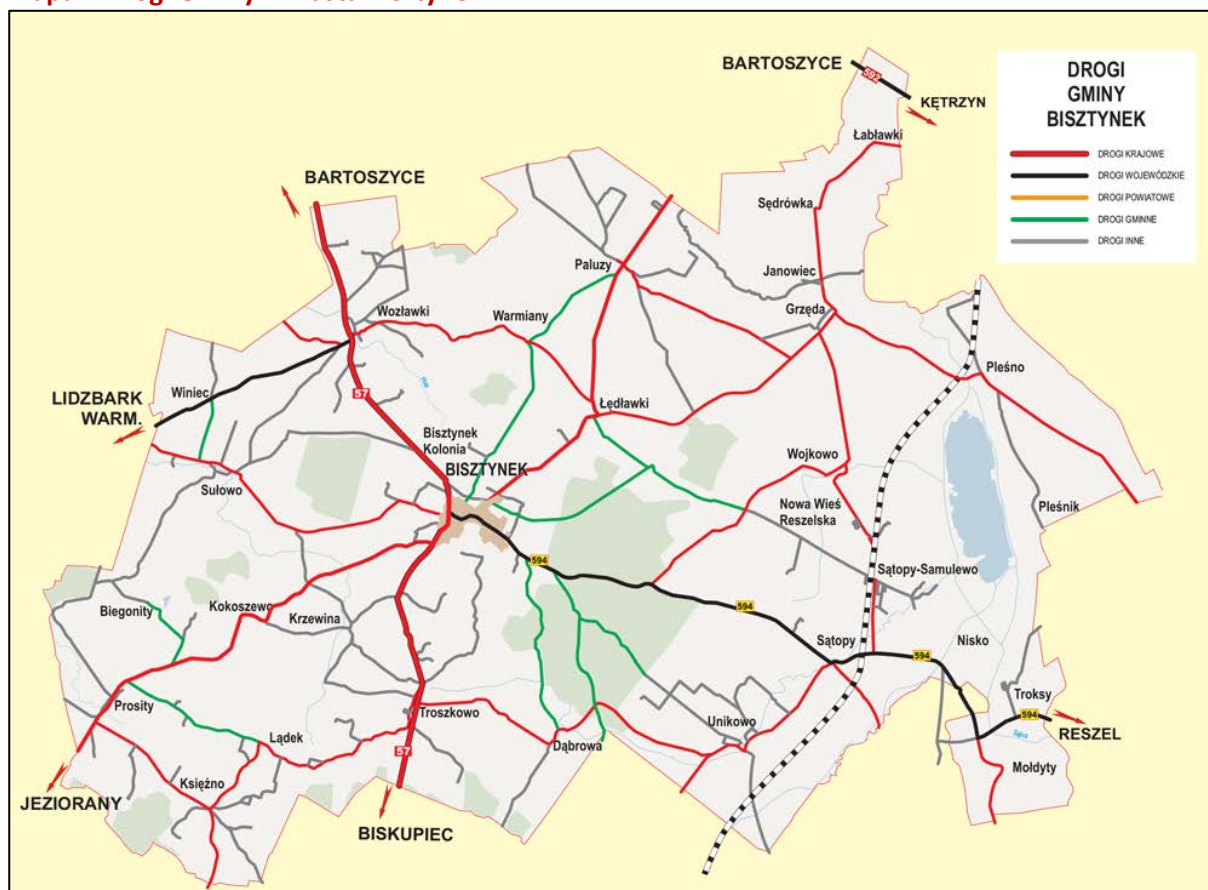 BARTOSZYCE
592
KĘTRZYN
DROGI
GMINY
BISZTYNEK
DROGI KRAJOWE
DROGI WOJEWÓDZKIE
DROGI POWIATOWE
DROGI GMINNE
DROGI INNE
Łabławki
BARTOSZYCE
Sędrówka
Paluzy
Janowiec
Grzęda
Wozławki
Warmiany
Pleśno
LIDZBARK
WARM.
Winiec
57
Łędławki
Bisztynek
Kolonia
BISZTYNEK
Wojkowo
Sułowo
Nowa Wieś
Reszelska
Pleśnik
594
Sątopy-Samulewo
Biegonity
Kokoszewo
Krzewina
594
Sątopy
Nisko
594
Prosity
Troszkowo
Troksy
594
RESZEL
Lądek
Unikowo
Dąbrowa
57
Księżno
Mołdyty
JEZIORANY
BISKUPIEC